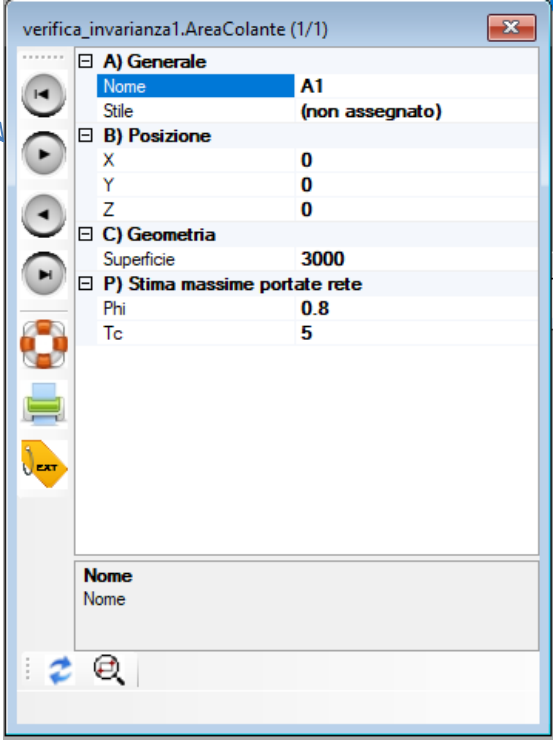 verifica_invarianza1.AreaColante (1/1)
A) Generale
Nome A1
Stile (non assegnato)
B) Posizione
X 0
Y 0
Z 0
C) Geometria
Superficie 3000
P) Stima massime portate rete
Phi 0.8
Tc 5
EXT
Nome
Nome